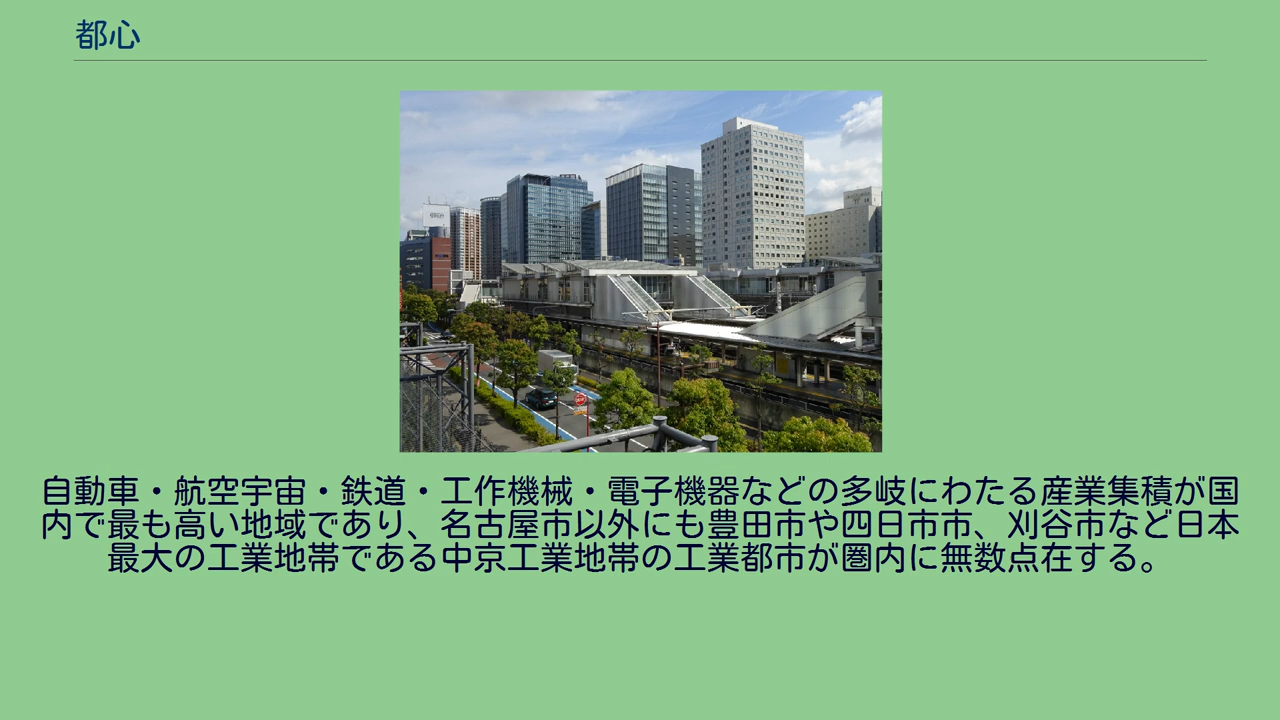 都心
自動車・航空宇宙・鉄道・工作機械・電子機器などの多岐にわたる産業集積が国
内で最も高い地域であり、名古屋市以外にも豊田市や四日市市、刈谷市など日本
最大の工業地帯である中京工業地帯の工業都市が圏内に無数点在する。